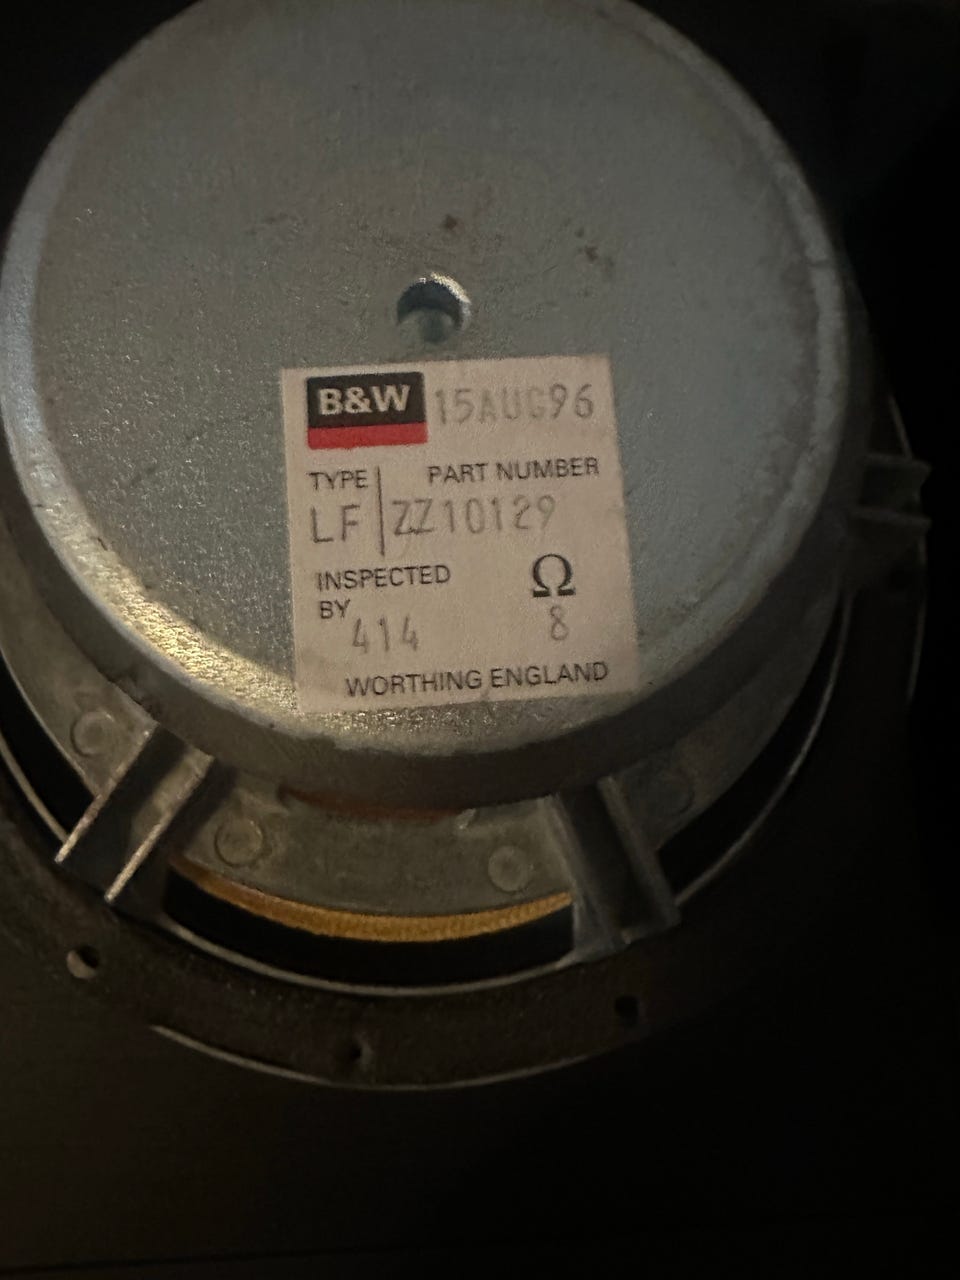 B&W 15AUG96
TYPE PART NUMBER
LF ZZ10129
INSPECTED Ω
BY
414 8
WORTHING ENGLAND